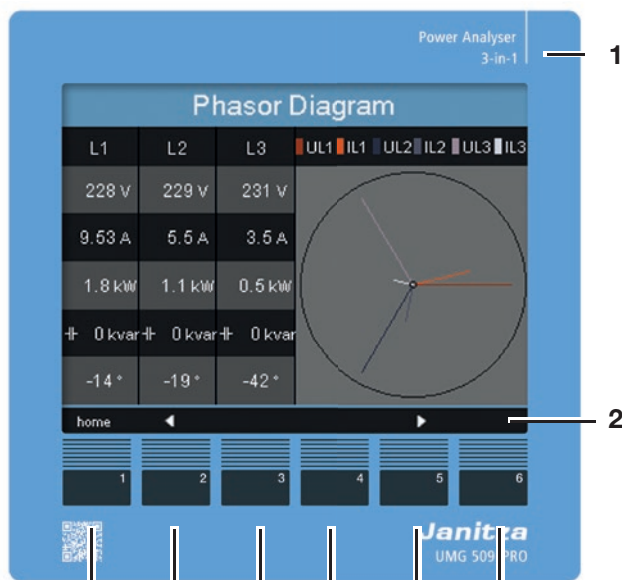 Power Analyser
3-in-1
1
Phasor Diagram
L1 L2 L3 UL1 IL1 UL2 IL2 UL3 IL3
228 V 229 V 231 V
9.53 A 5.5 A 3.5 A
1.8 kW 1.1 kW 0.5 kW
0 kvar 0 kvar 0 kvar
-14 ° -19 ° -42 °
home
2
1 2 3 4 5 6
Janitza
UMG 509 PRO